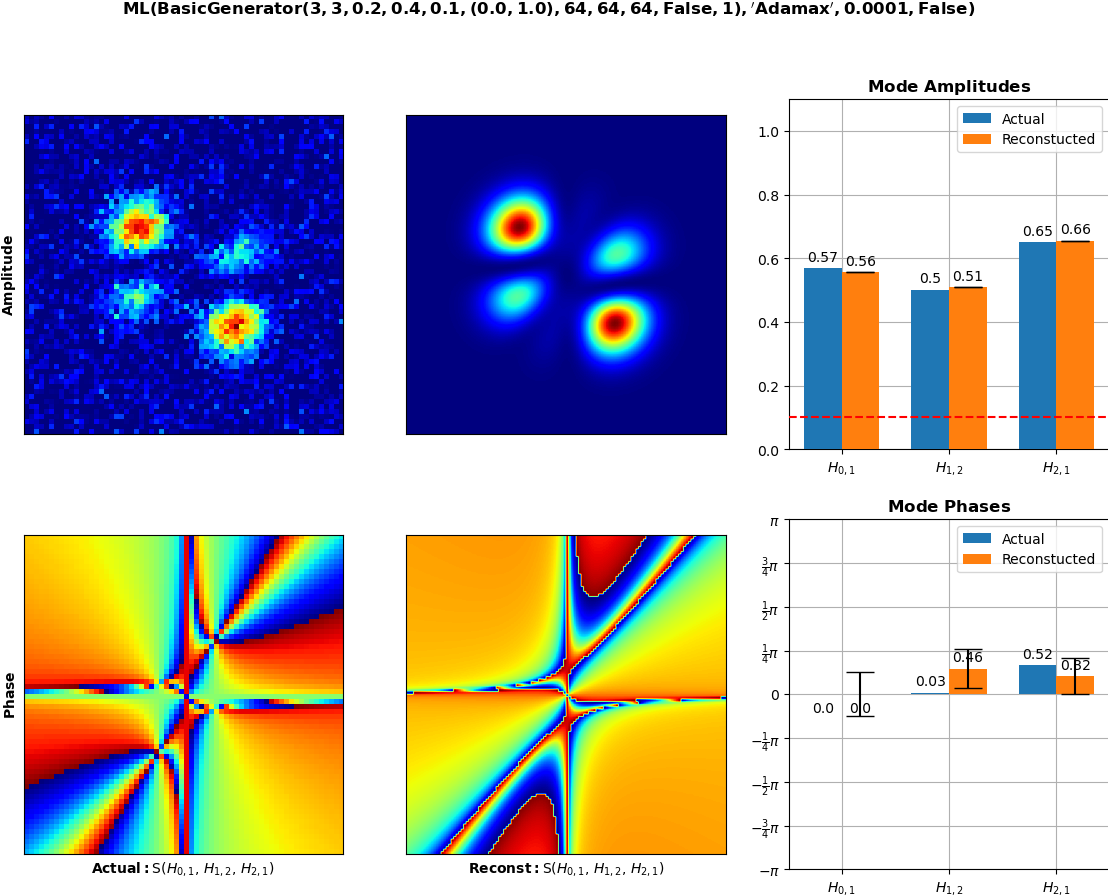 ML(BasicGenerator(3, 3, 0.2, 0.4, 0.1, (0.0, 1.0), 64, 64, 64, False, 1), ′Adamax′, 0.0001, False)
Amplitude
Mode Amplitudes
Actual
Reconstucted
1.0
0.8
0.6
0.4
0.2
0.0
0.57
0.56
0.5
0.51
0.65
0.66
H0,1
H1,2
H2,1
Phase
Actual: S(H0,1, H1,2, H2,1)
Reconst: S(H0,1, H1,2, H2,1)
Mode Phases
Actual
Reconstucted
π
3/4π
1/2π
1/4π
0
−1/4π
−1/2π
−3/4π
−π
0.0
0.0
0.03
0.46
0.52
0.32
H0,1
H1,2
H2,1